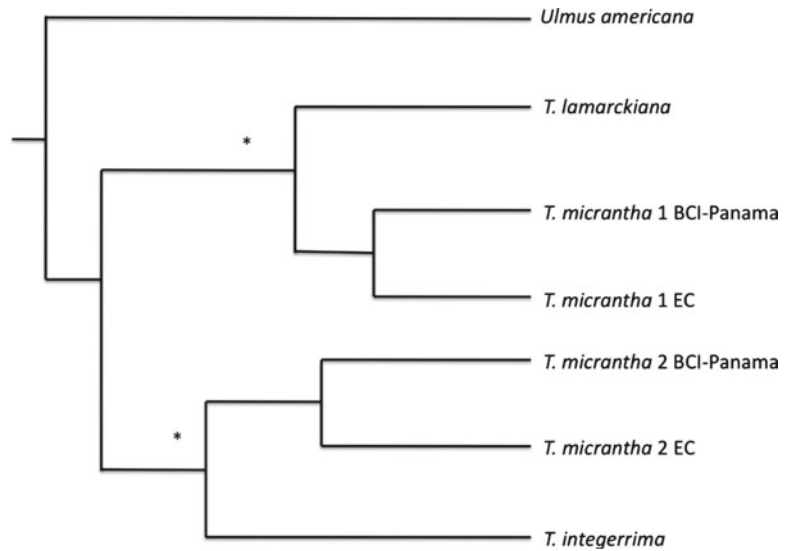 Ulmus americana
T. lamarckiana
*
T. micrantha 1 BCI-Panama
T. micrantha 1 EC
T. micrantha 2 BCI-Panama
*
T. micrantha 2 EC
T. integerrima